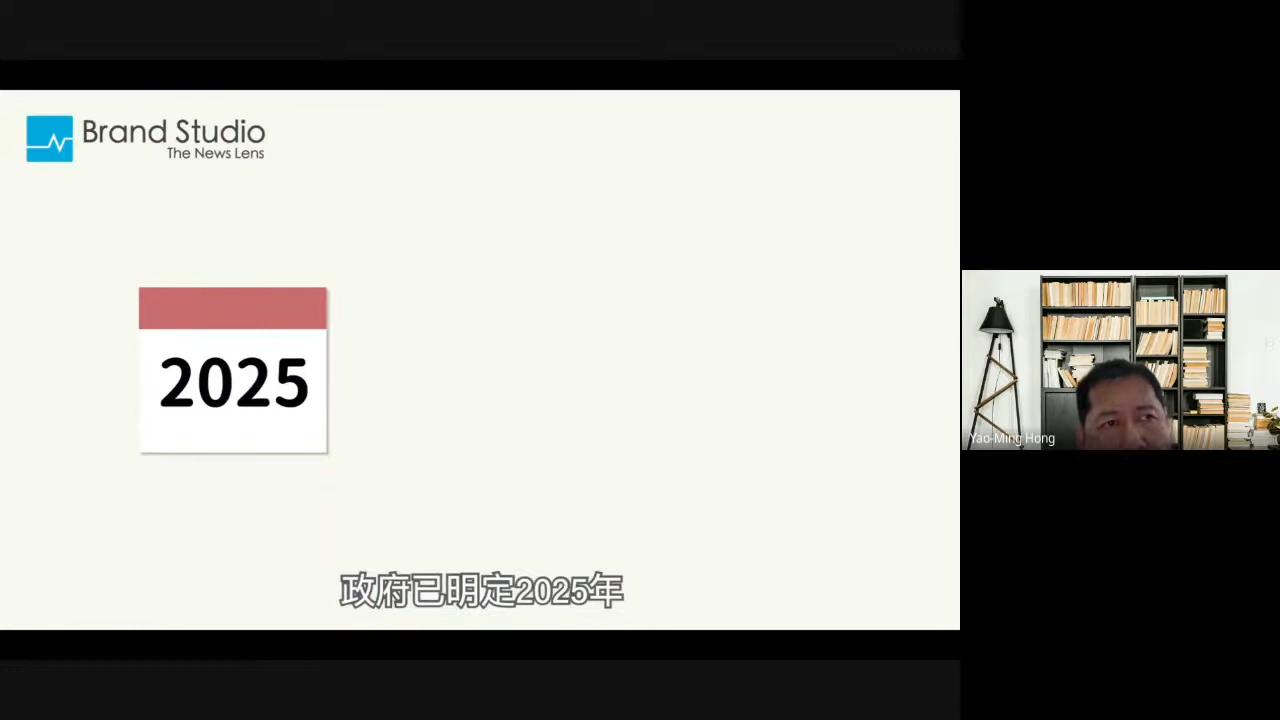 Brand Studio
The News Lens
2025
政府已明定2025年
Yao-Ming Hong